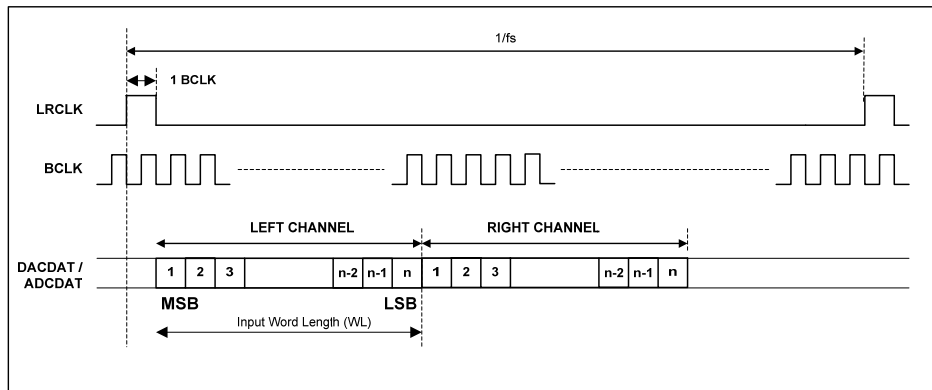 1/fs
1 BCLK
LRCLK
BCLK
LEFT CHANNEL
RIGHT CHANNEL
DACDAT /
ADCDAT
1 2 3 n-2 n-1 n 1 2 3 n-2 n-1 n
MSB LSB
Input Word Length (WL)